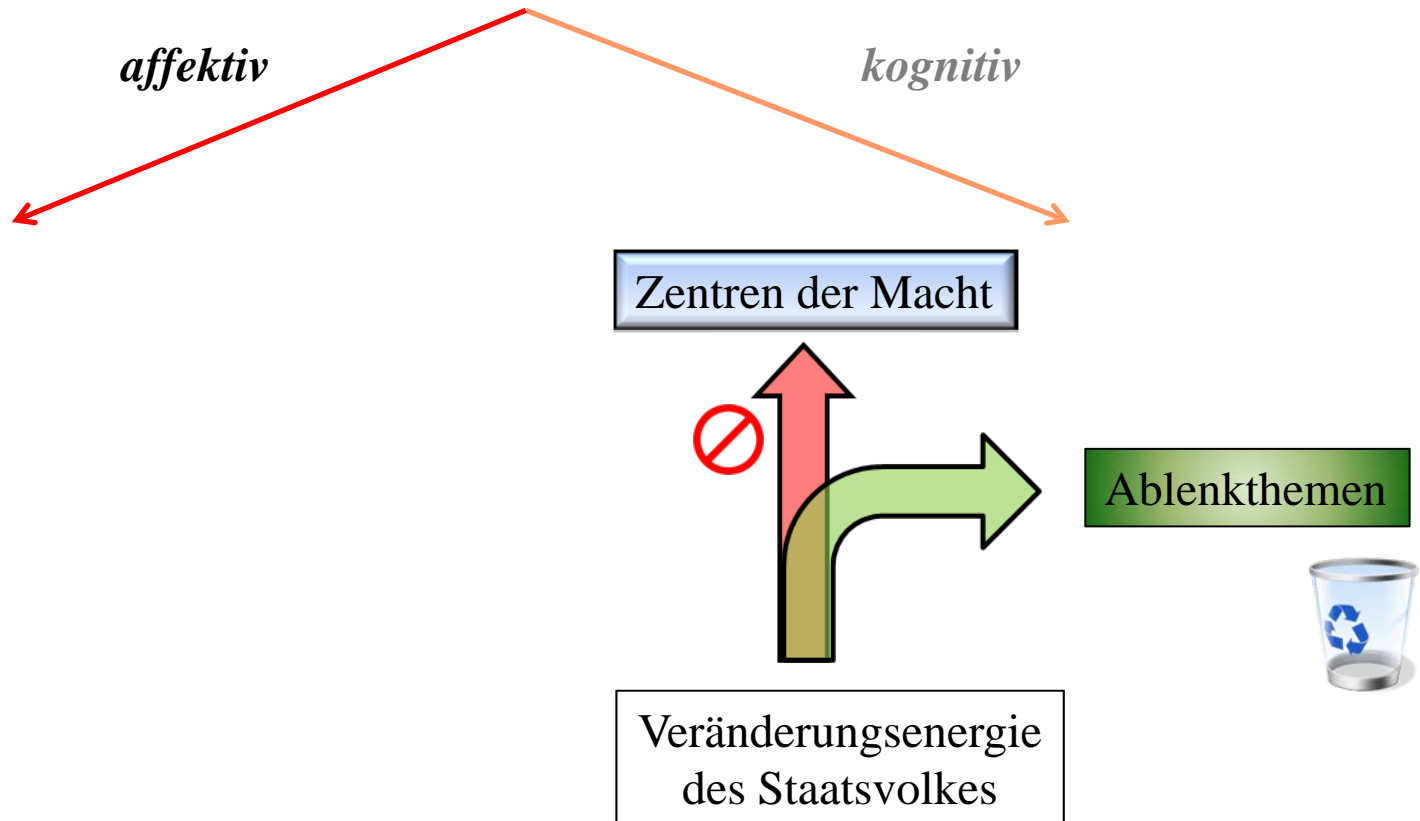 affektiv
kognitiv
Zentren der Macht
Ablenkthemen
Veränderungsenergie
des Staatsvolkes